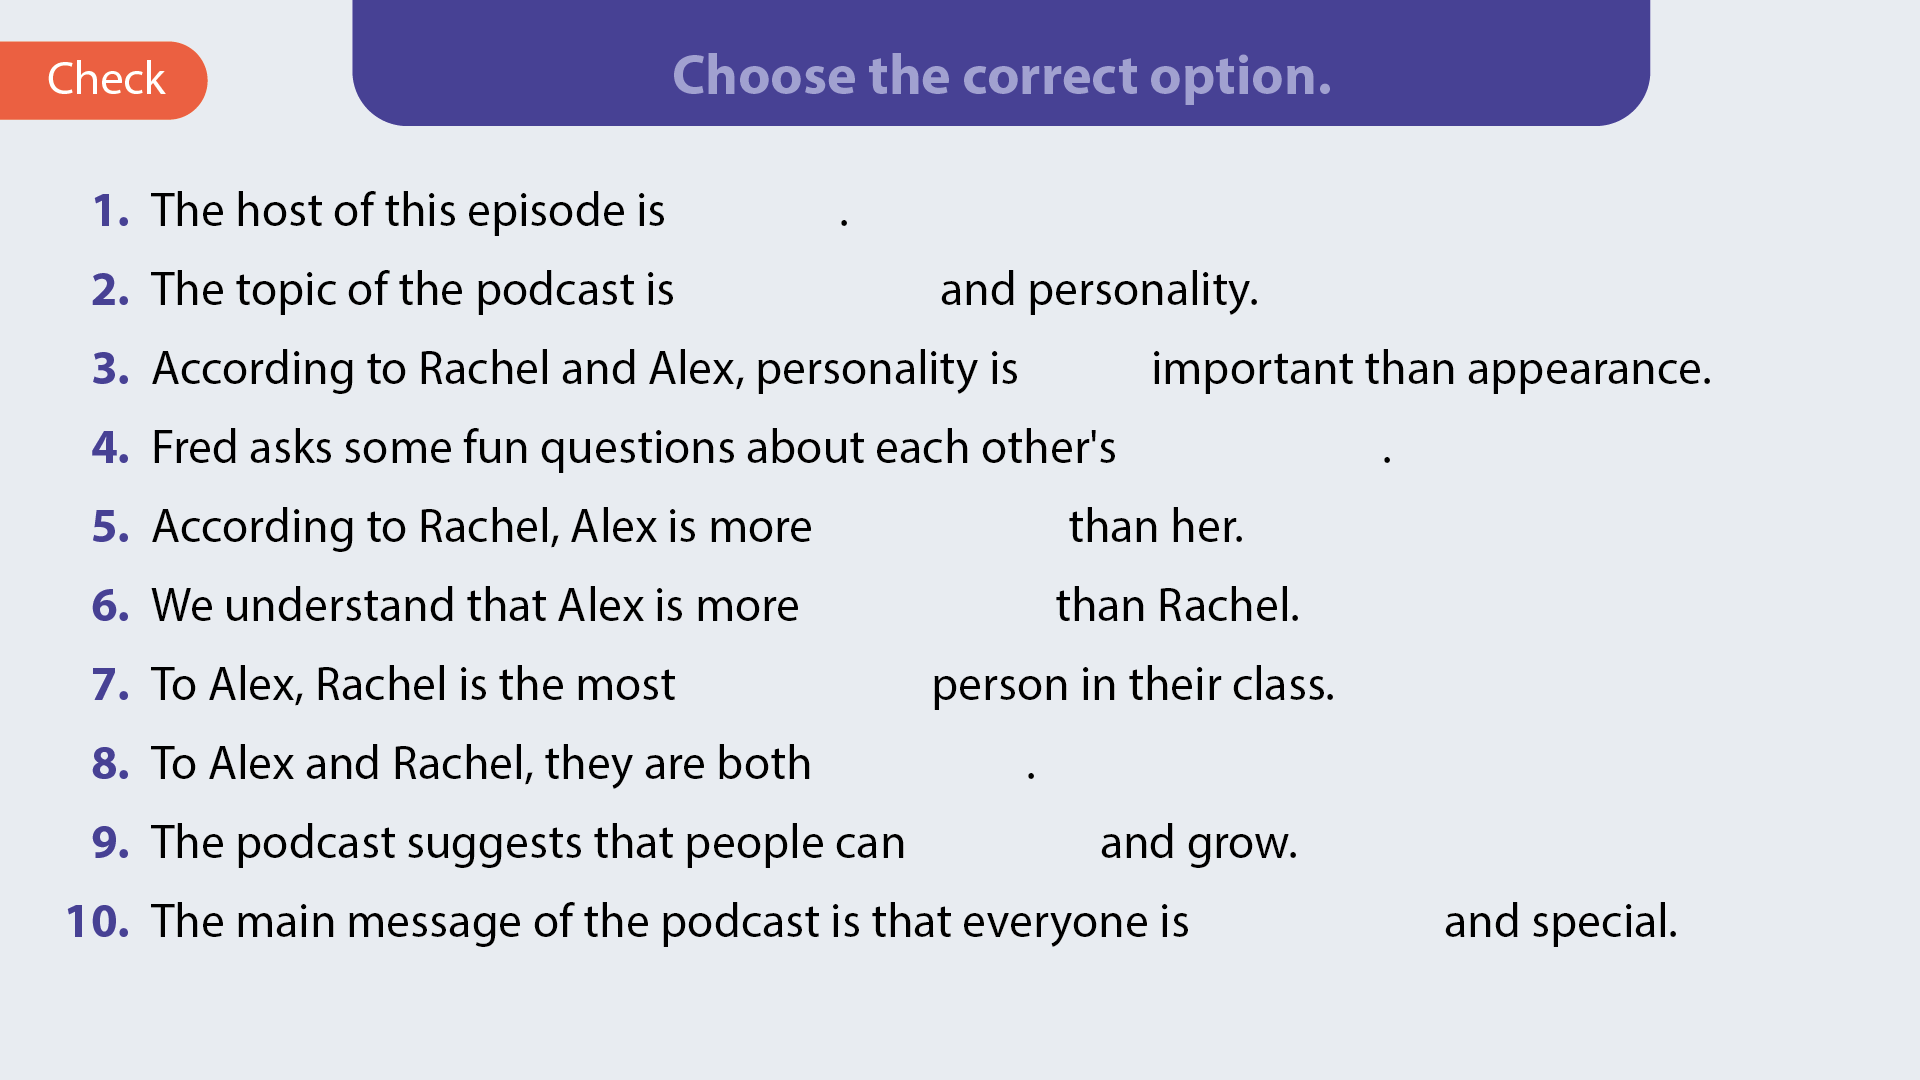 Check
Choose the correct option.
1. The host of this episode is .
2. The topic of the podcast is and personality.
3. According to Rachel and Alex, personality is important than appearance.
4. Fred asks some fun questions about each other's .
5. According to Rachel, Alex is more than her.
6. We understand that Alex is more than Rachel.
7. To Alex, Rachel is the most person in their class.
8. To Alex and Rachel, they are both .
9. The podcast suggests that people can and grow.
10. The main message of the podcast is that everyone is and special.